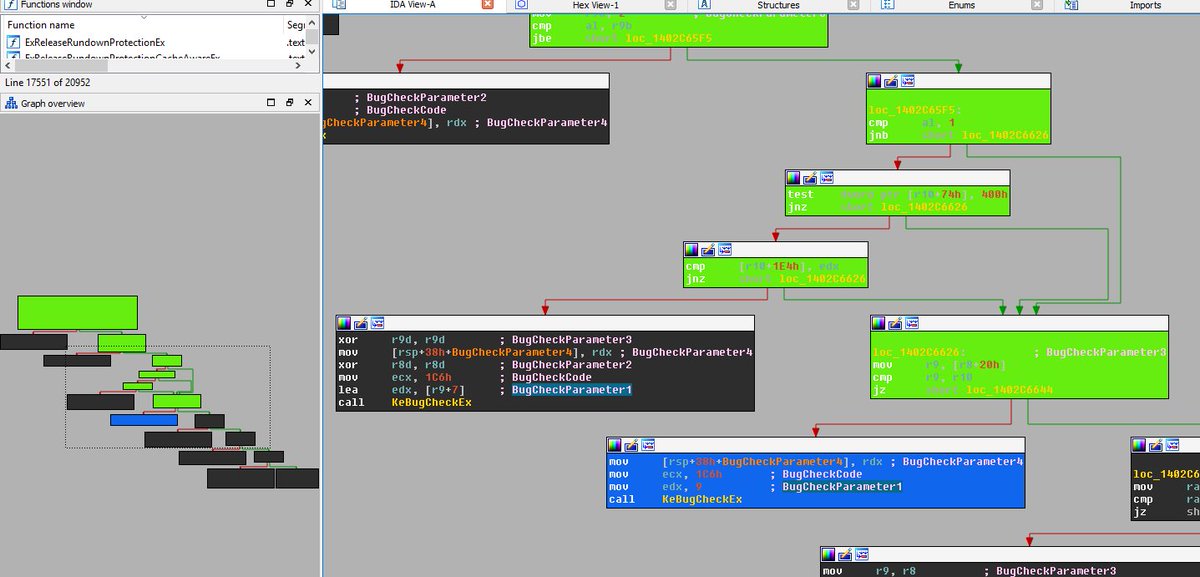 Functions window
IDA View-A
Hex View-1
Structures
Enums
Imports
Function name
Segi
ExReleaseRundownProtectionEx
.text
ExReleaseRundownProtectionCacheAwareEx
.text
Line 17551 of 20952
Graph overview
cmp al, r9b
jbe short loc_1402C65F5
; BugCheckParameter2
; BugCheckCode
gCheckParameter4], rdx ; BugCheckParameter4
loc_1402C65F5:
cmp al, 1
jnb short loc_1402C6626
test dword ptr [r10+74h], 400h
jnz short loc_1402C6626
cmp [r10+1E4h], edx
jnz short loc_1402C6626
xor r9d, r9d ; BugCheckParameter3
mov [rsp+38h+BugCheckParameter4], rdx ; BugCheckParameter4
xor r8d, r8d ; BugCheckParameter2
mov ecx, 1C6h ; BugCheckCode
lea edx, [r9+7] ; BugCheckParameter1
call KeBugCheckEx
loc_1402C6626: ; BugCheckParameter3
mov r9, [r8+20h]
cmp r9, r10
jz short loc_1402C6644
mov [rsp+38h+BugCheckParameter4], rdx ; BugCheckParameter4
mov ecx, 1C6h ; BugCheckCode
mov edx, 9 ; BugCheckParameter1
call KeBugCheckEx
loc_1402C6
mov ra
cmp ra
jz sh
mov r9, r8 ; BugCheckParameter3